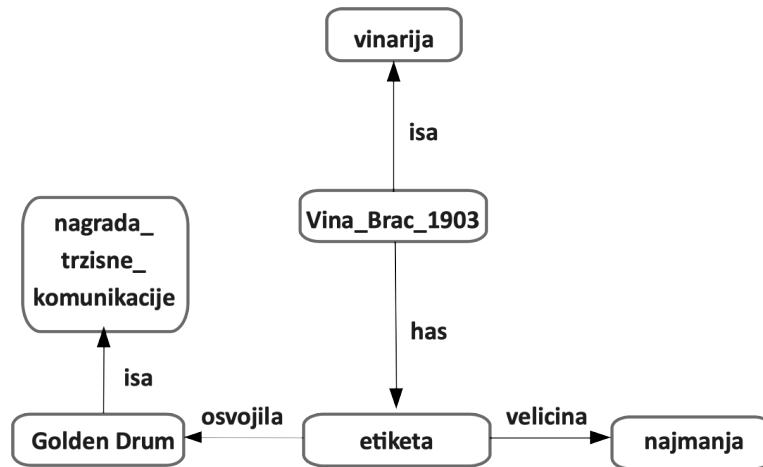 vinarija
isa
Vina_Brac_1903
nagrada_
trzisne_
komunikacije
has
isa
osvojila
velicina
Golden Drum
etiketa
najmanja